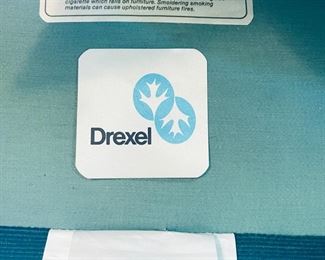 cigarette which falls on furniture. Smoldering smoking
materials can cause upholstered furniture fires.
Drexel